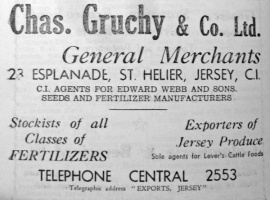 Chas. Gruchy & Co. Ltd.
General Merchants
23 ESPLANADE, ST. HELIER, JERSEY, C.I.
C.I. AGENTS FOR EDWARD WEBB AND SONS.
SEEDS AND FERTILIZER MANUFACTURERS
Stockists of all
Classes of
FERTILIZERS
Exporters of
Jersey Produce
Sole agents for Lever's Cattle Foods
TELEPHONE CENTRAL 2553
Telegraphic address "EXPORTS, JERSEY"